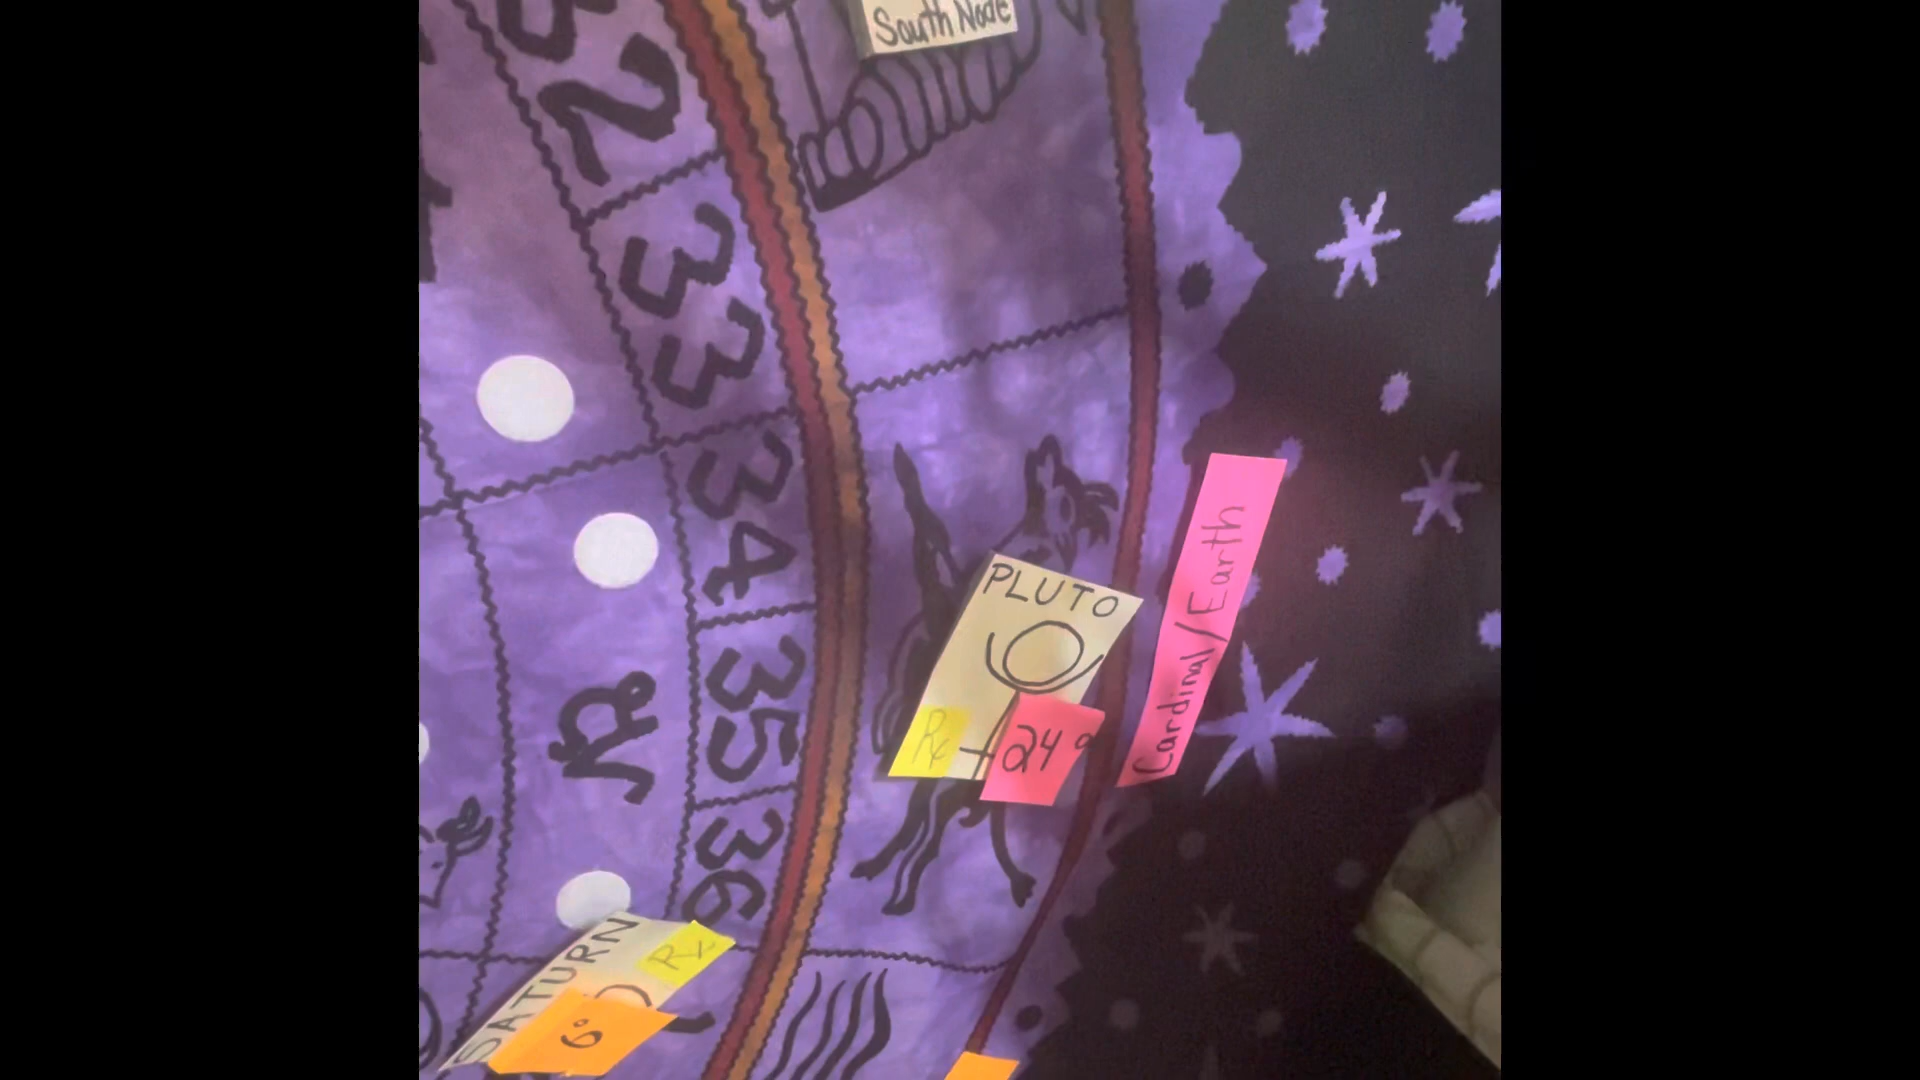 South Node
32
33
34
35
36
PLUTO
Rx
24°
Cardinal/Earth
SATURN
Rx
6°